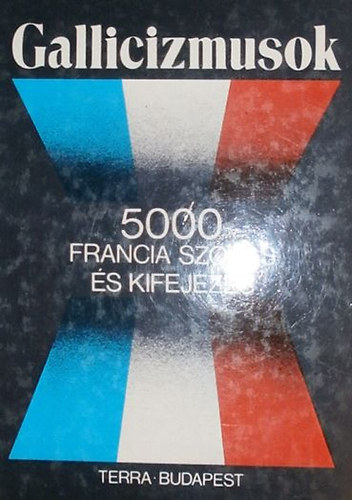 Gallicizmusok
5000
FRANCIA
ÉS
TERRA · BUDAPEST